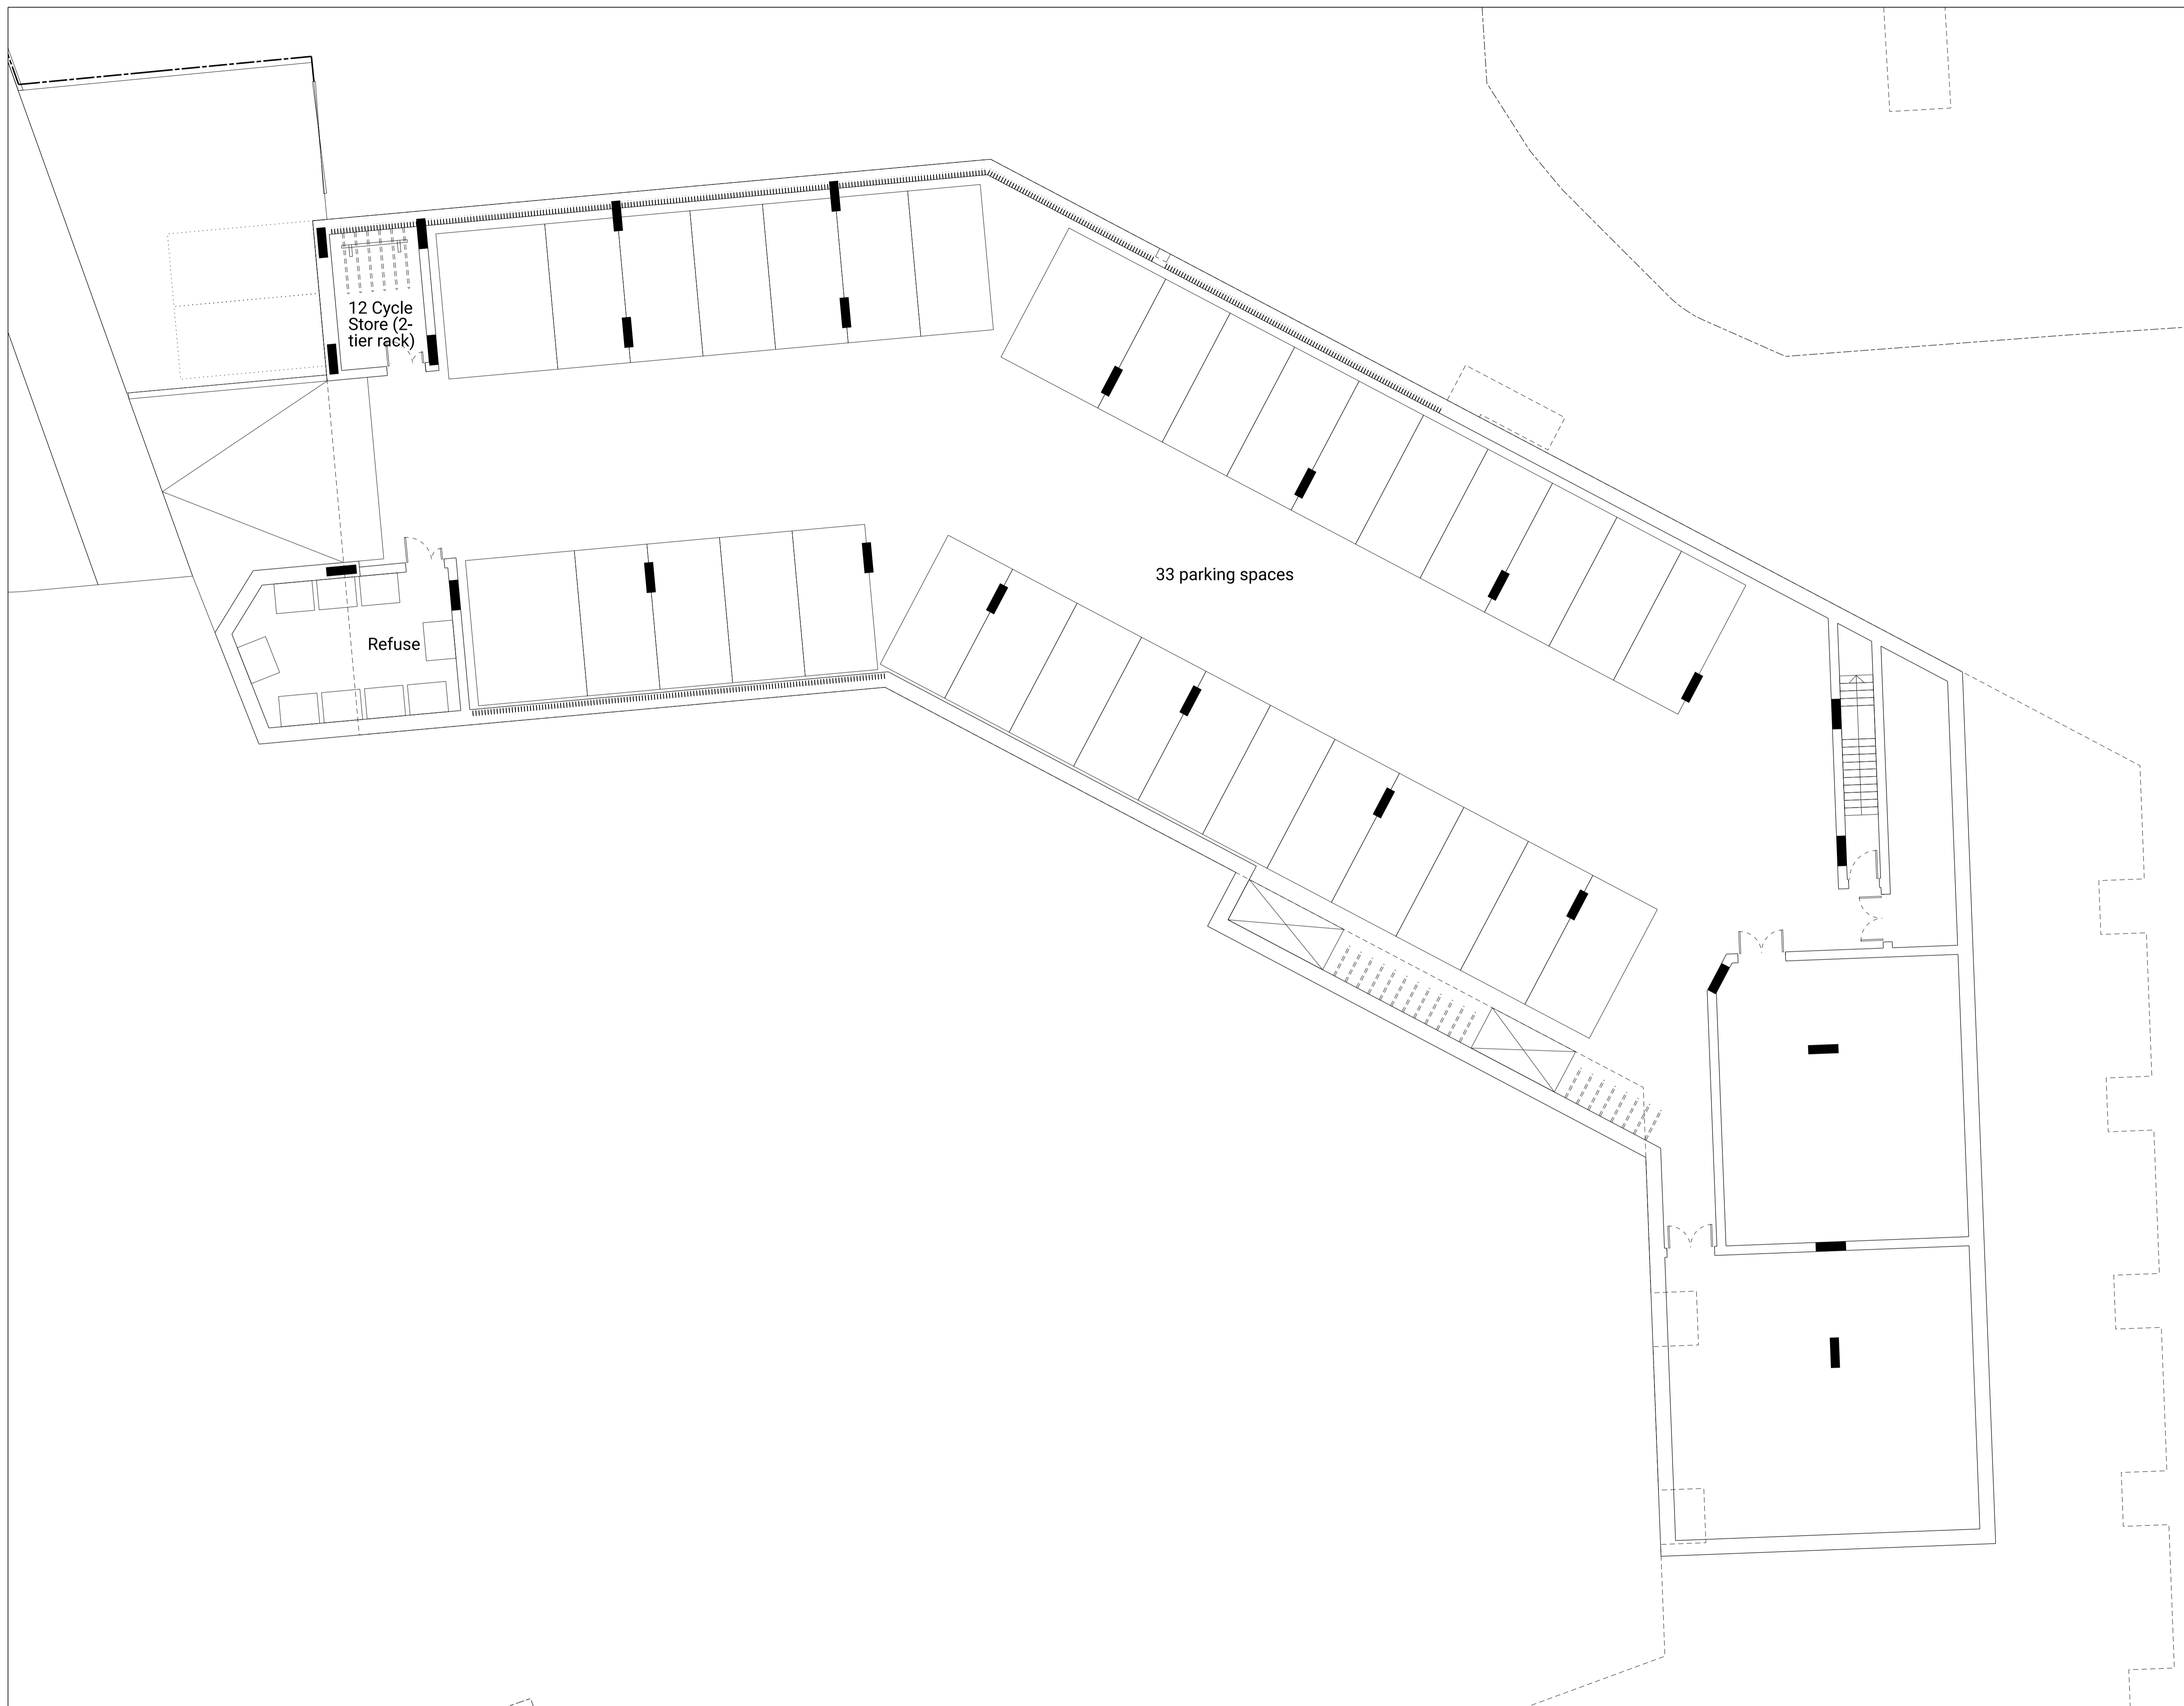 12 Cycle
Store (2-
tier rack)
33 parking spaces
Refuse